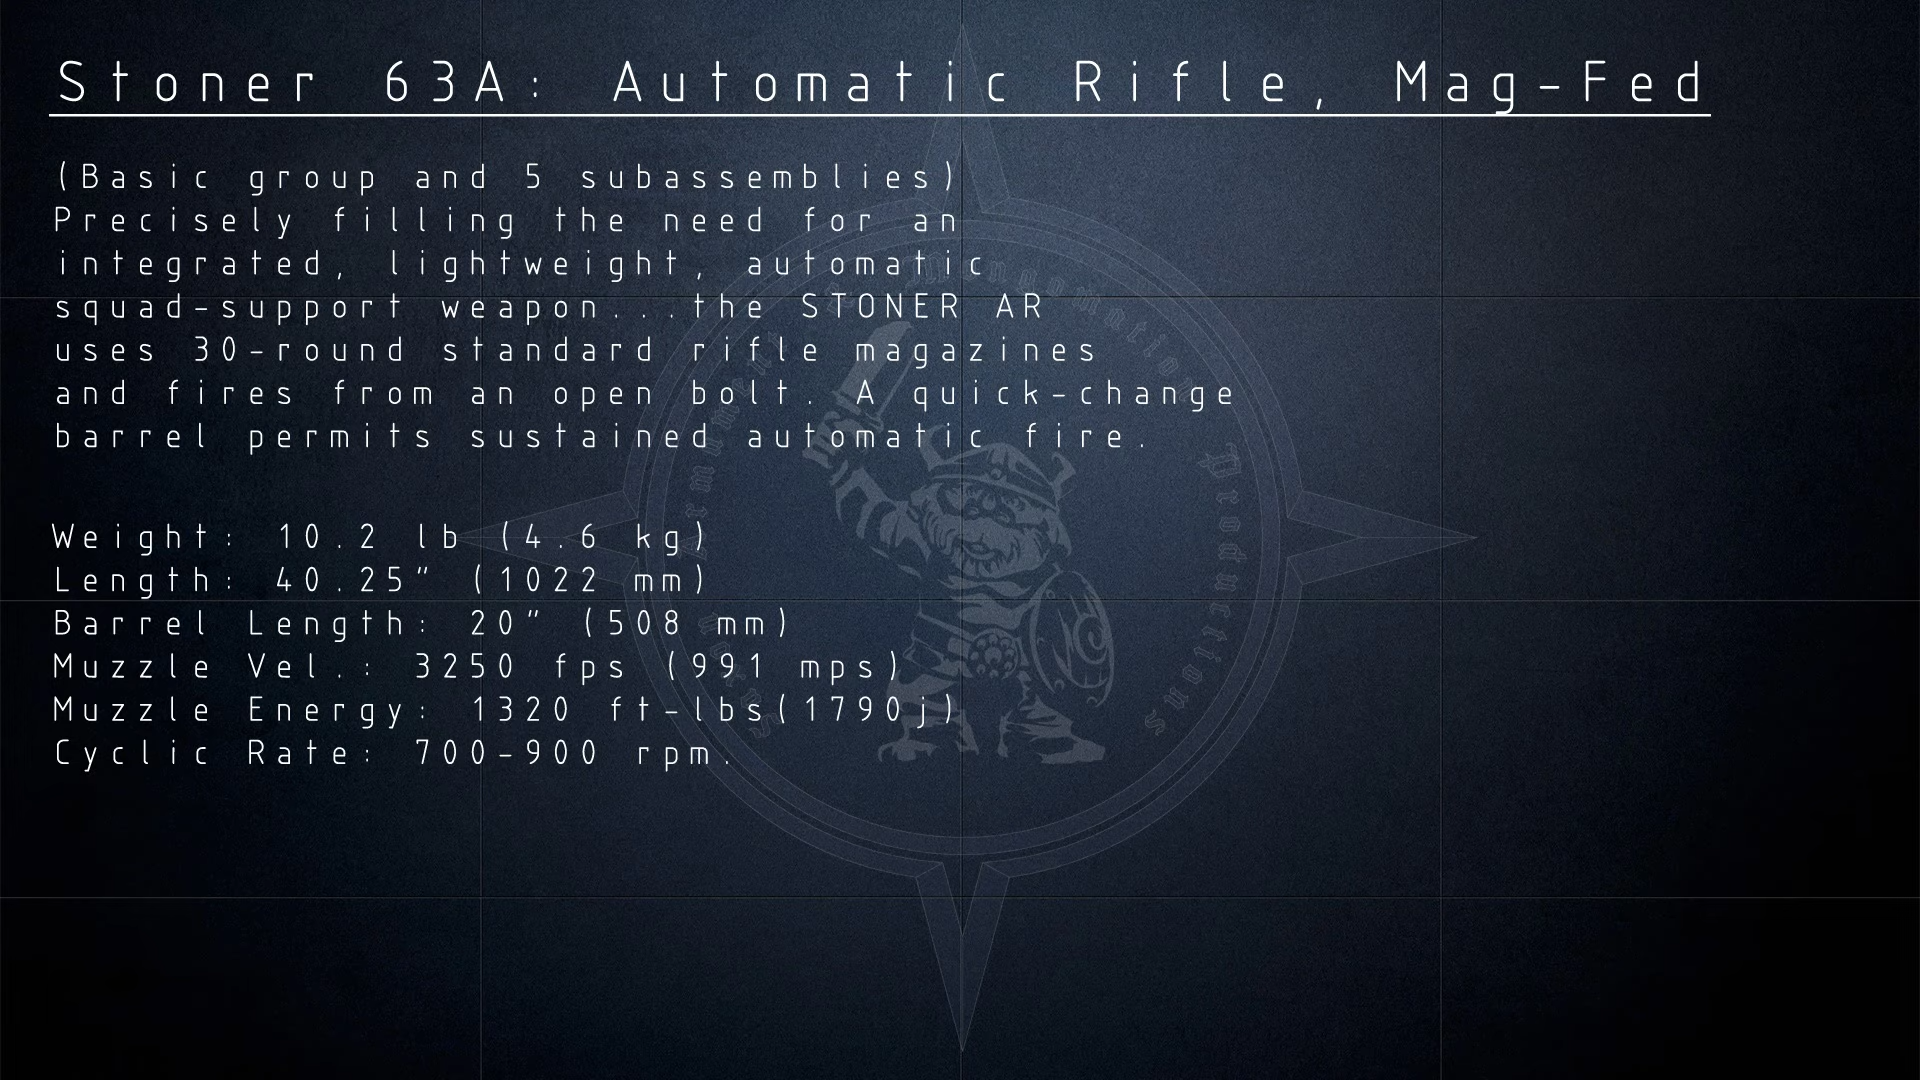 Stoner 63A: Automatic Rifle, Mag-Fed
(Basic group and 5 subassemblies)
Precisely filling the need for an
integrated, lightweight, automatic
squad-support weapon...the STONER AR
uses 30-round standard rifle magazines
and fires from an open bolt. A quick-change
barrel permits sustained automatic fire.
Weight: 10.2 lb (4.6 kg)
Length: 40.25" (1022 mm)
Barrel Length: 20" (508 mm)
Muzzle Vel.: 3250 fps (991 mps)
Muzzle Energy: 1320 ft-lbs(1790j)
Cyclic Rate: 700-900 rpm.
Productions